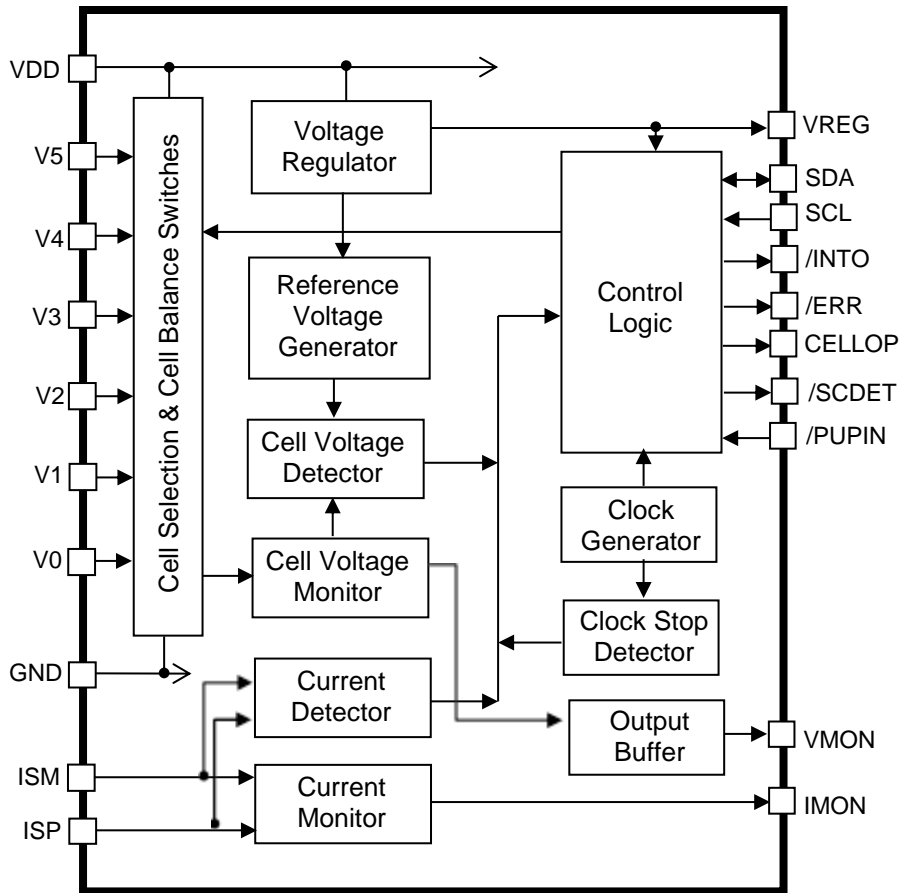 VDD
V5
V4
V3
V2
V1
V0
GND
ISM
ISP
Cell Selection & Cell Balance Switches
Voltage
Regulator
Reference
Voltage
Generator
Cell Voltage
Detector
Cell Voltage
Monitor
Current
Detector
Current
Monitor
Control
Logic
Clock
Generator
Clock Stop
Detector
Output
Buffer
VREG
SDA
SCL
/INTO
/ERR
CELLOP
/SCDET
/PUPIN
VMON
IMON